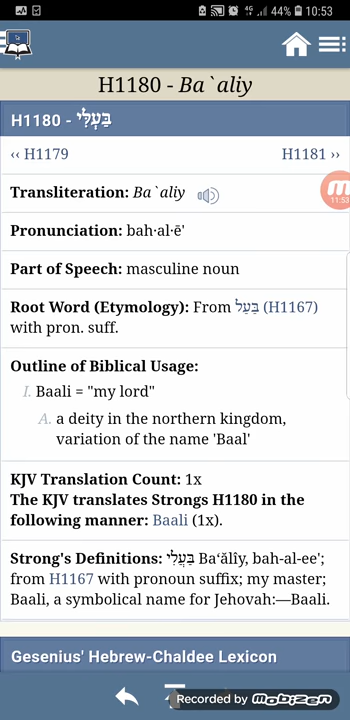 44% 10:53
H1180 - Ba`aliy
H1180 - בַּעְלִּי
‹‹ H1179 H1181 ››
Transliteration: Ba`aliy
11:53
Pronunciation: bah·al·ē'
Part of Speech: masculine noun
Root Word (Etymology): From בַּעַל (H1167)
with pron. suff.
Outline of Biblical Usage:
I. Baali = "my lord"
A. a deity in the northern kingdom,
variation of the name 'Baal'
KJV Translation Count: 1x
The KJV translates Strongs H1180 in the
following manner: Baali (1x).
Strong's Definitions: בַּעֲלִי Baʻălîy, bah-al-ee';
from H1167 with pronoun suffix; my master;
Baali, a symbolical name for Jehovah:—Baali.
Gesenius' Hebrew-Chaldee Lexicon
Recorded by mobizen